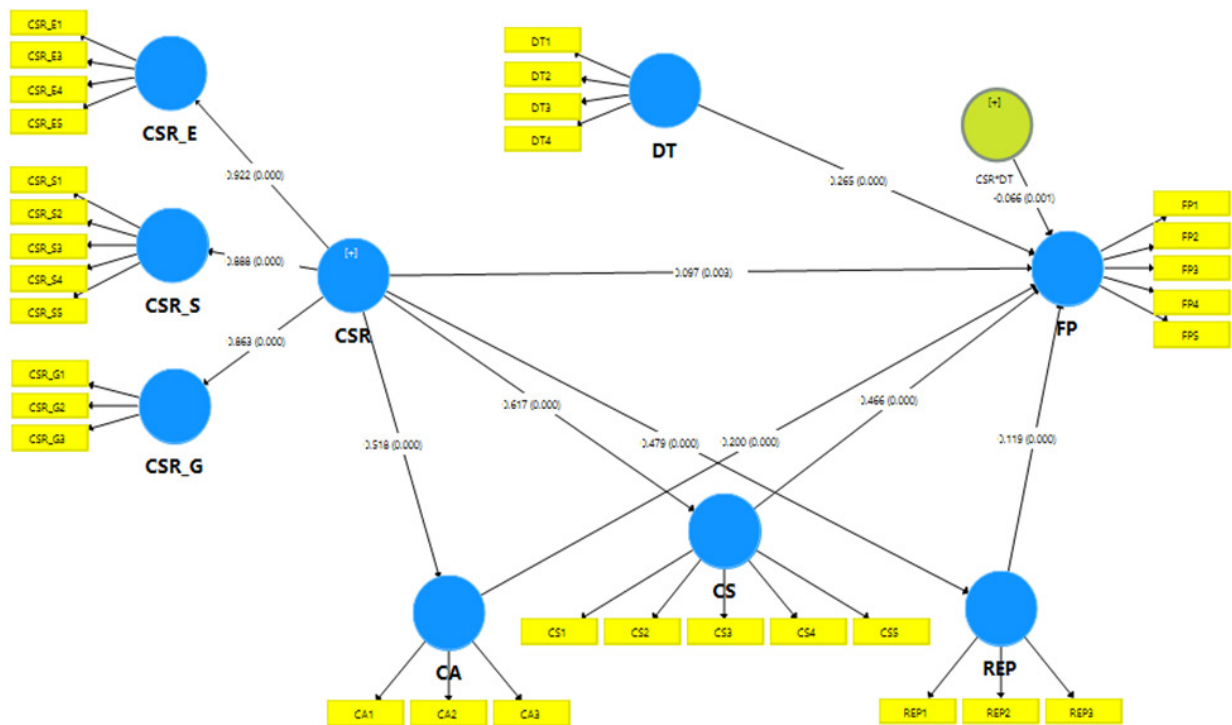 CSR_E1
CSR_E3
CSR_E4
CSR_E5
CSR_E
DT1
DT2
DT3
DT4
DT
[+]
CSR*DT
-0.066 (0.001)
0.922 (0.000)
0.265 (0.000)
CSR_S1
CSR_S2
CSR_S3
CSR_S4
CSR_S5
CSR_S
0.888 (0.000)
[+]
CSR
0.097 (0.003)
FP1
FP2
FP3
FP4
FP5
FP
0.863 (0.000)
CSR_G1
CSR_G2
CSR_G3
CSR_G
0.518 (0.000)
0.617 (0.000)
0.479 (0.000)
0.200 (0.000)
0.466 (0.000)
0.119 (0.000)
CS
CS1
CS2
CS3
CS4
CS5
CA
CA1
CA2
CA3
REP
REP1
REP2
REP3